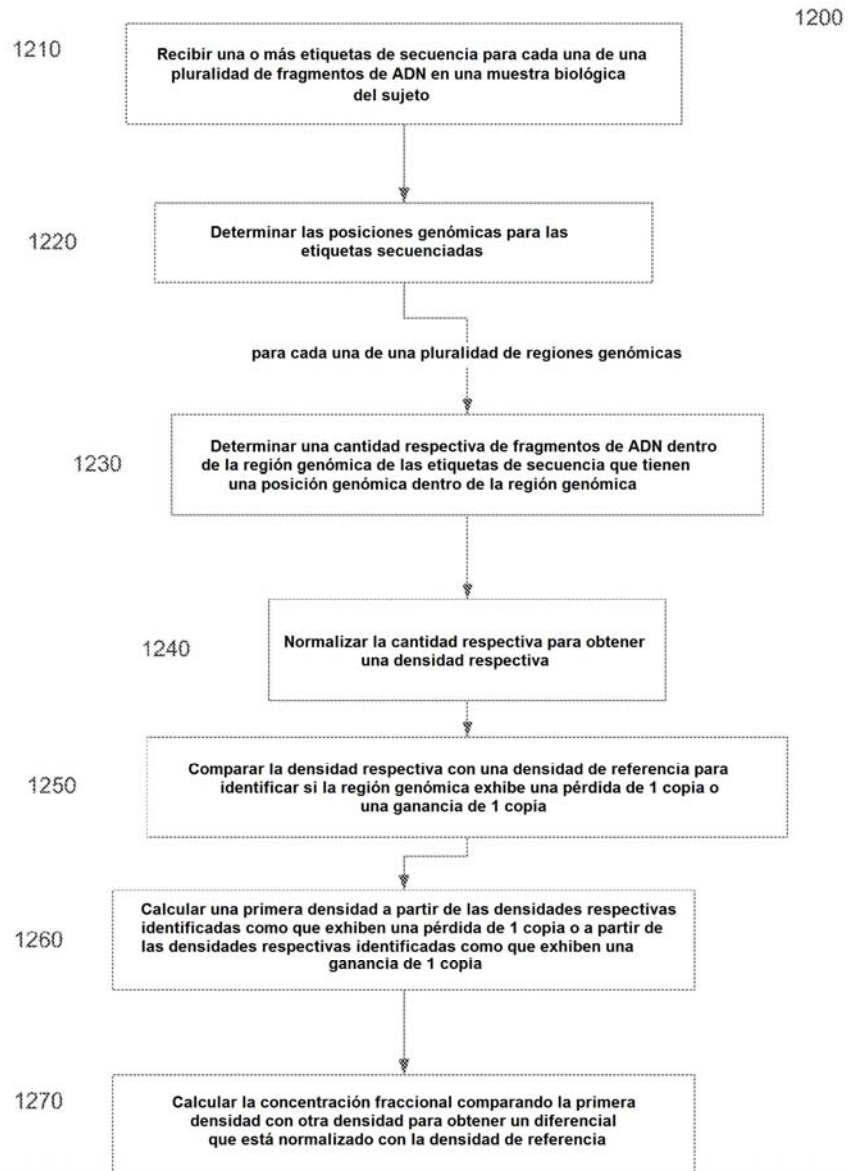 1200
1210
Recibir una o más etiquetas de secuencia para cada una de una
pluralidad de fragmentos de ADN en una muestra biológica
del sujeto
1220
Determinar las posiciones genómicas para las
etiquetas secuenciadas
para cada una de una pluralidad de regiones genómicas
1230
Determinar una cantidad respectiva de fragmentos de ADN dentro
de la región genómica de las etiquetas de secuencia que tienen
una posición genómica dentro de la región genómica
1240
Normalizar la cantidad respectiva para obtener
una densidad respectiva
1250
Comparar la densidad respectiva con una densidad de referencia para
identificar si la región genómica exhibe una pérdida de 1 copia o
una ganancia de 1 copia
1260
Calcular una primera densidad a partir de las densidades respectivas
identificadas como que exhiben una pérdida de 1 copia o a partir de
las densidades respectivas identificadas como que exhiben una
ganancia de 1 copia
1270
Calcular la concentración fraccional comparando la primera
densidad con otra densidad para obtener un diferencial
que está normalizado con la densidad de referencia